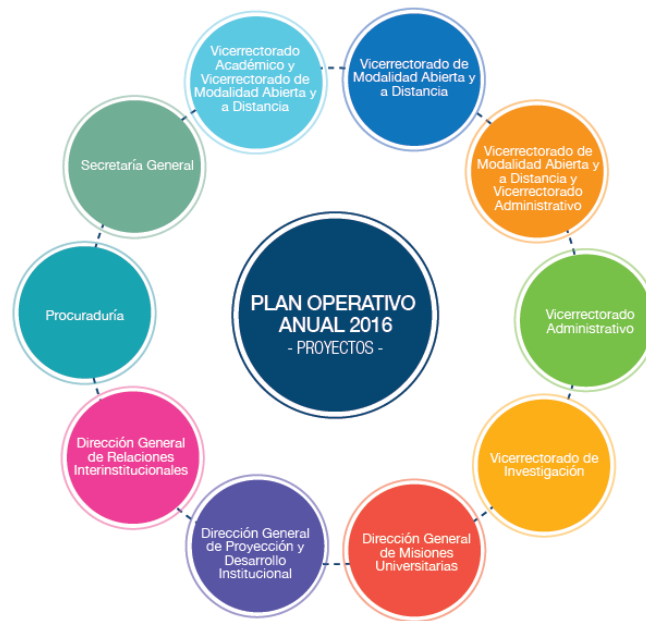 Vicerrectorado
Académico y
Vicerrectorado de
Modalidad Abierta y
a Distancia
Vicerrectorado de
Modalidad Abierta y
a Distancia
Vicerrectorado de
Modalidad Abierta y
a Distancia y
Vicerrectorado
Administrativo
Vicerrectorado
Administrativo
Vicerrectorado de
Investigación
Dirección General
de Misiones
Universitarias
Dirección General
de Proyección y
Desarrollo
Institucional
Dirección General
de Relaciones
Interinstitucionales
Procuraduría
Secretaría General
PLAN OPERATIVO
ANUAL 2016
- PROYECTOS -